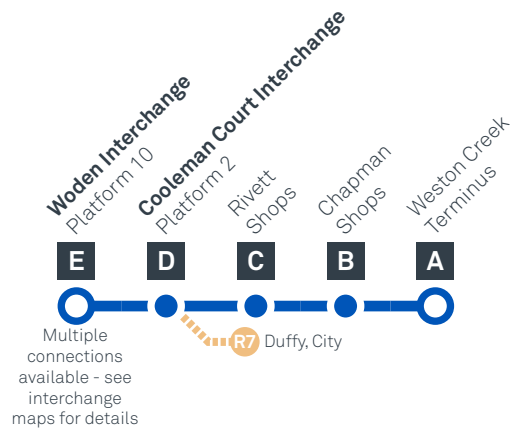 Woden Interchange
Platform 10
Cooleman Court Interchange
Platform 2
Rivett
Shops
Chapman
Shops
Weston Creek
Terminus
E
D
C
B
A
R7 Duffy, City
Multiple
connections
available - see
interchange
maps for details